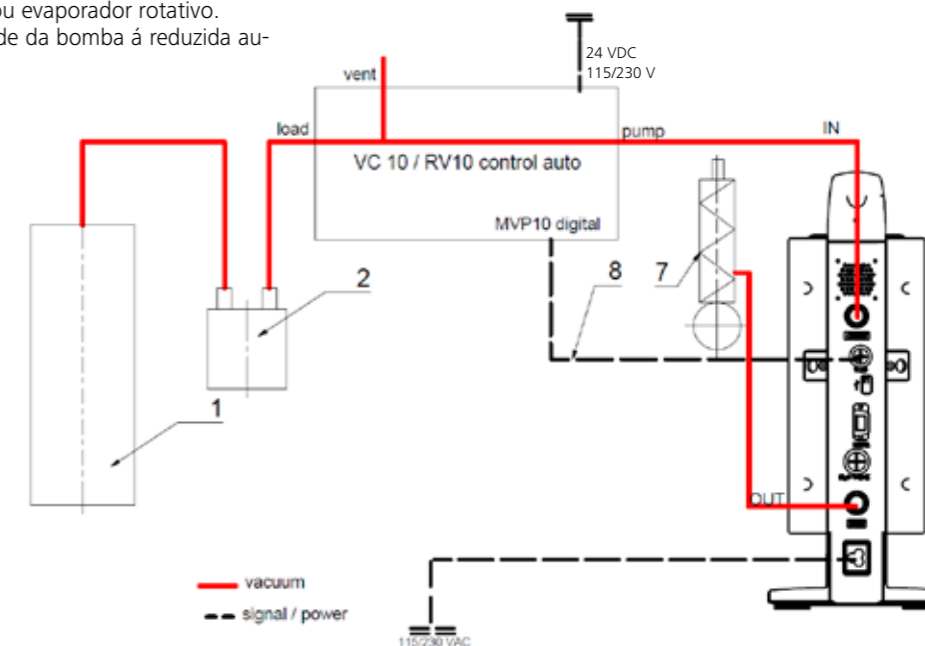 ou evaporador rotativo.
de da bomba á reduzida au-
24 VDC
115/230 V
vent
load
pump
IN
VC 10 / RV10 control auto
MVP10 digital
2
8
7
1
OUT
vacuum
signal / power
115/230 VAC